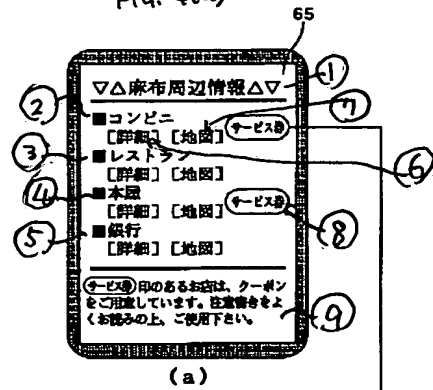 65
▽△麻布周辺情報△▽
①
②
■コンビニ
⑦
[詳細] [地図]
サービス券
③
■レストラン
⑥
[詳細] [地図]
④
■本屋
[詳細] [地図]
サービス券
⑤
■銀行
⑧
[詳細] [地図]
サービス券印のあるお店は、クーポン
をご用意しています。注意書きをよ
くお読みの上、ご使用下さい。
⑨
(a)